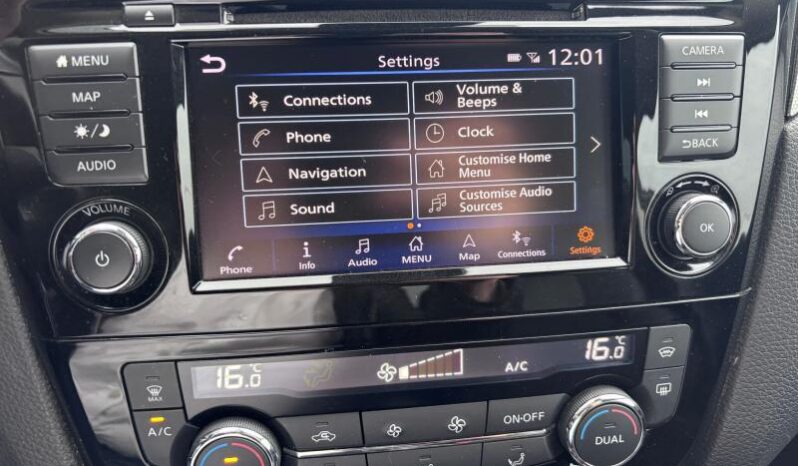 MENU
MAP
AUDIO
VOLUME
Settings
12:01
Connections
Volume &
Beeps
Phone
Clock
Navigation
Customise Home
Menu
Sound
Customise Audio
Sources
Phone
Info
Audio
MENU
Map
Connections
Settings
CAMERA
BACK
OK
16.0 °C
A/C
16.0 °C
MAX
A/C
ON·OFF
DUAL